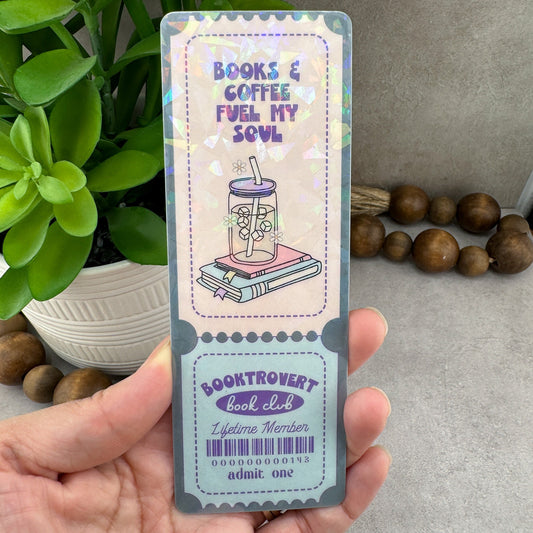 BOOKS &
COFFEE
FUEL MY
SOUL
BOOKTROVERT
book club
Lifetime Member
000000000143
admit one